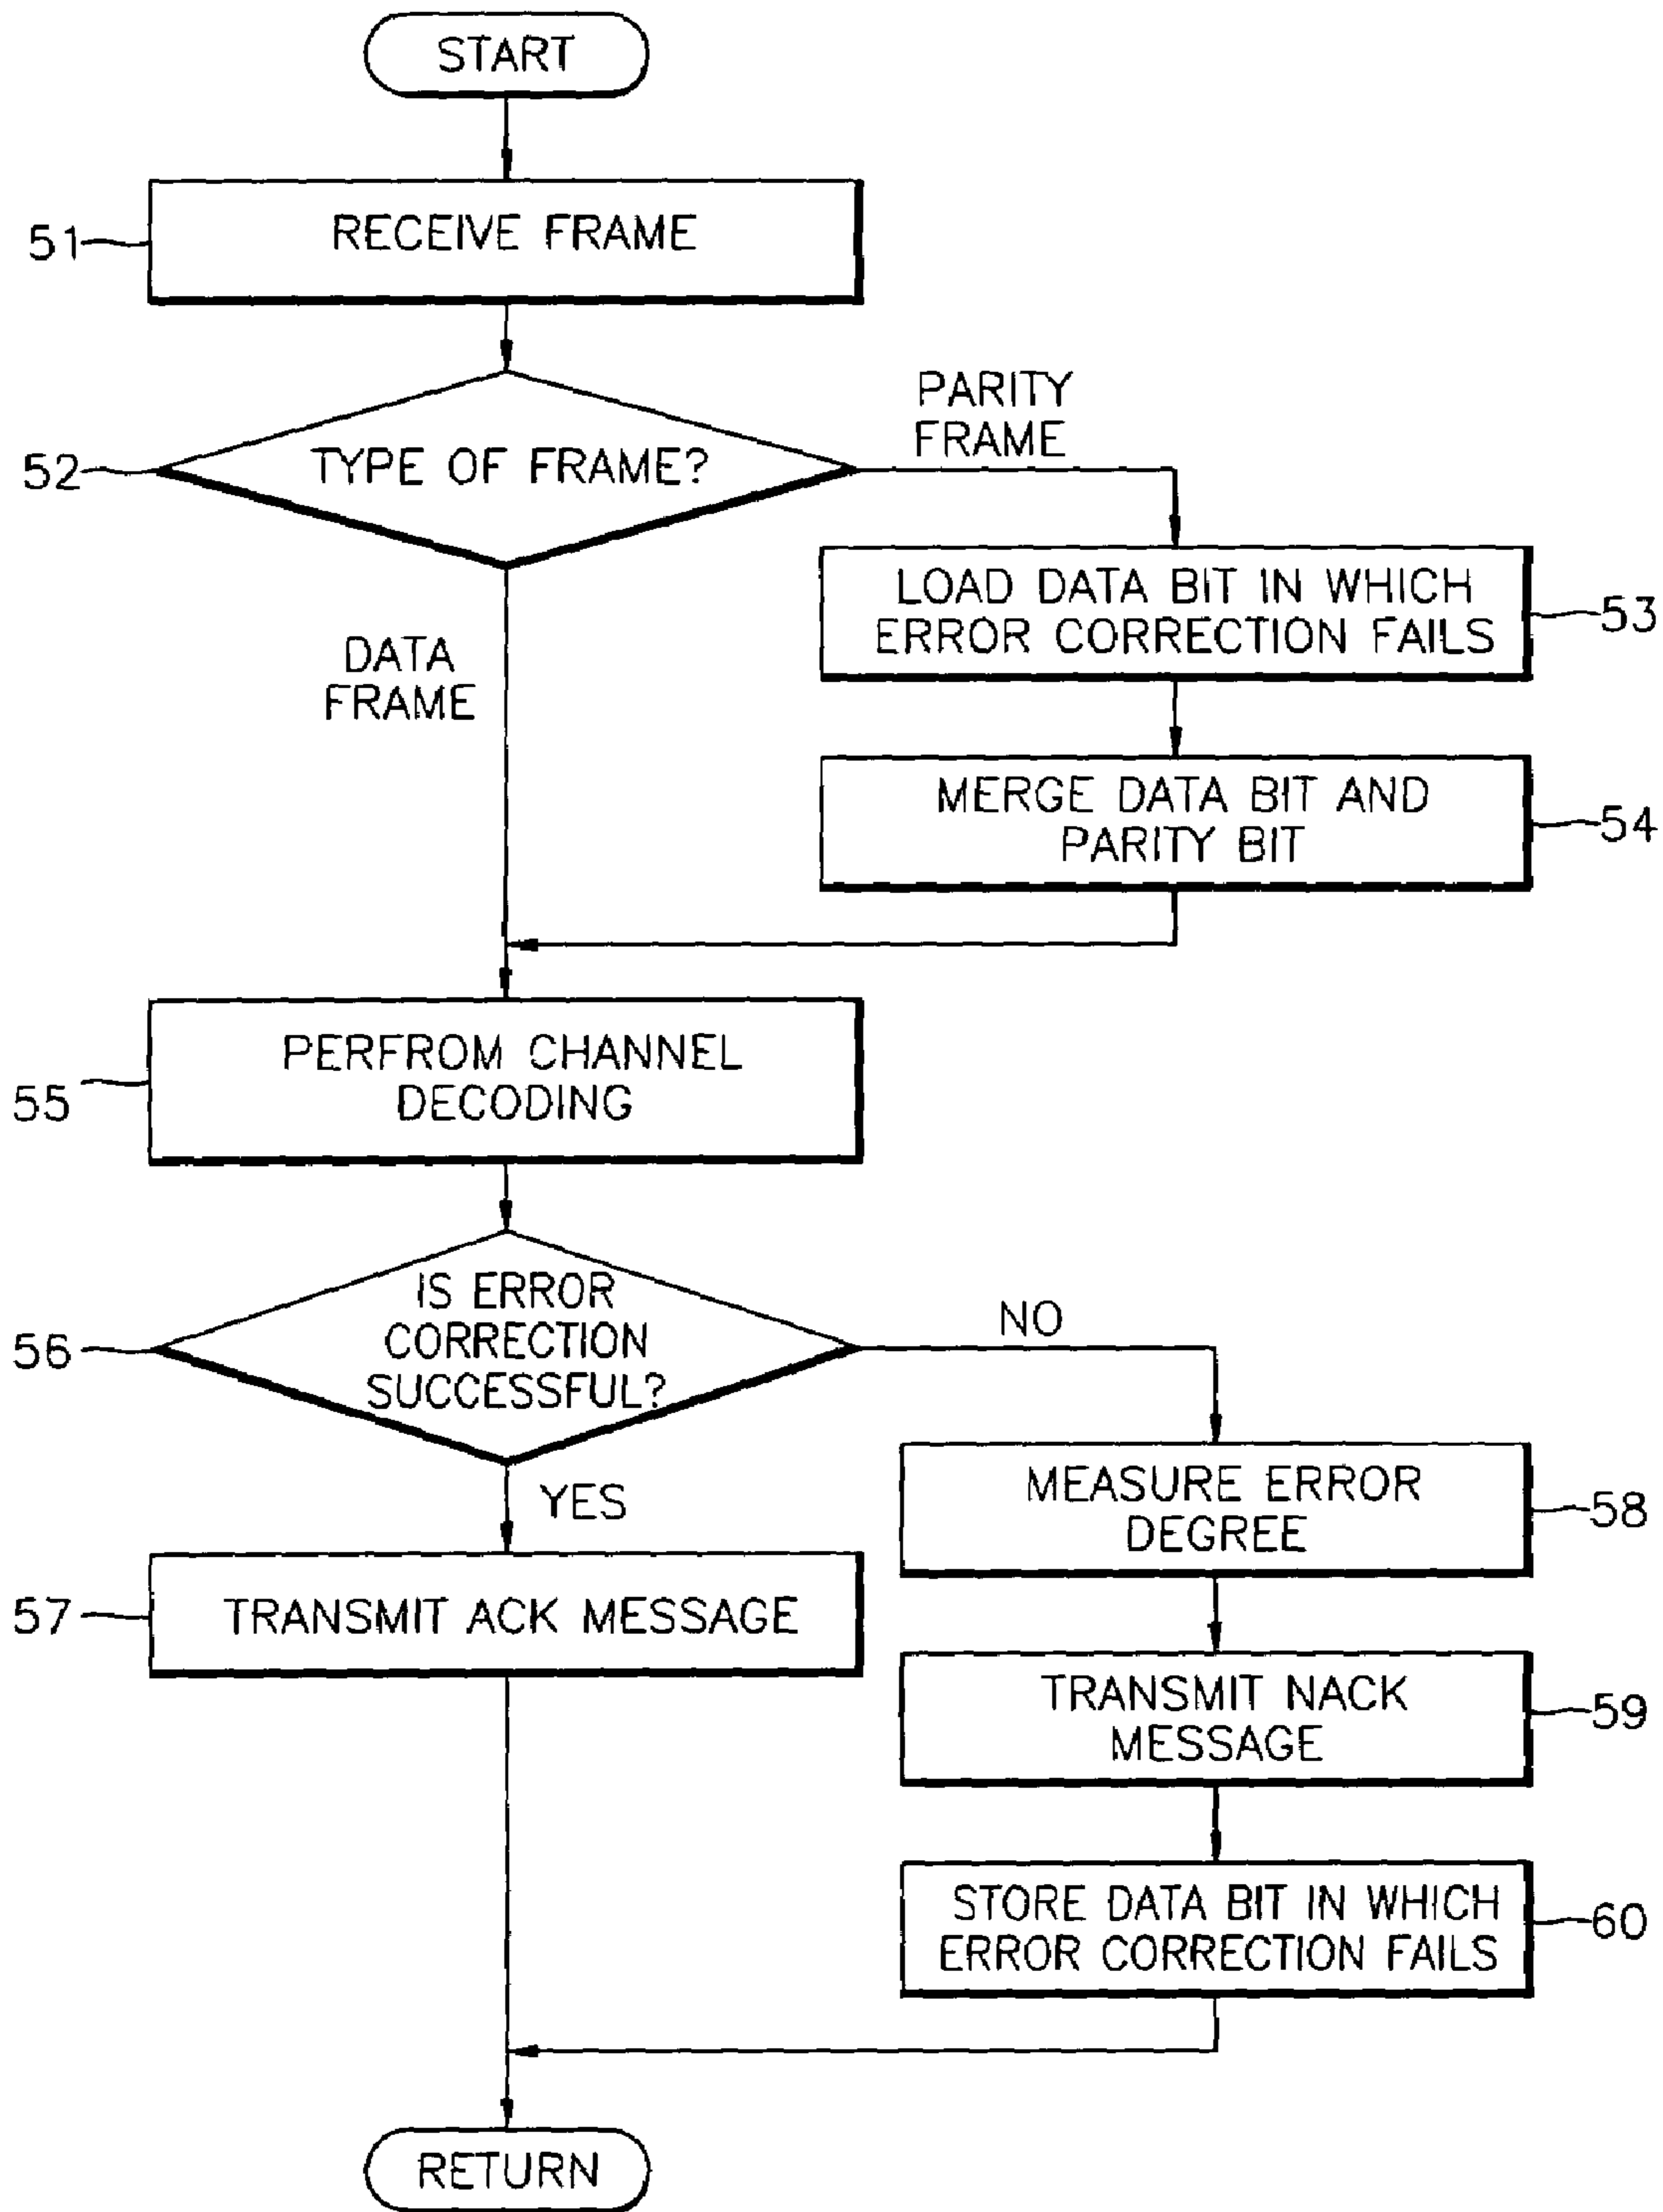 START
51
RECEIVE FRAME
52
TYPE OF FRAME?
PARITY
FRAME
LOAD DATA BIT IN WHICH
ERROR CORRECTION FAILS
53
DATA
FRAME
MERGE DATA BIT AND
PARITY BIT
54
55
PERFROM CHANNEL
DECODING
56
IS ERROR
CORRECTION
SUCCESSFUL?
NO
YES
57
TRANSMIT ACK MESSAGE
MEASURE ERROR
DEGREE
58
TRANSMIT NACK
MESSAGE
59
STORE DATA BIT IN WHICH
ERROR CORRECTION FAILS
60
RETURN